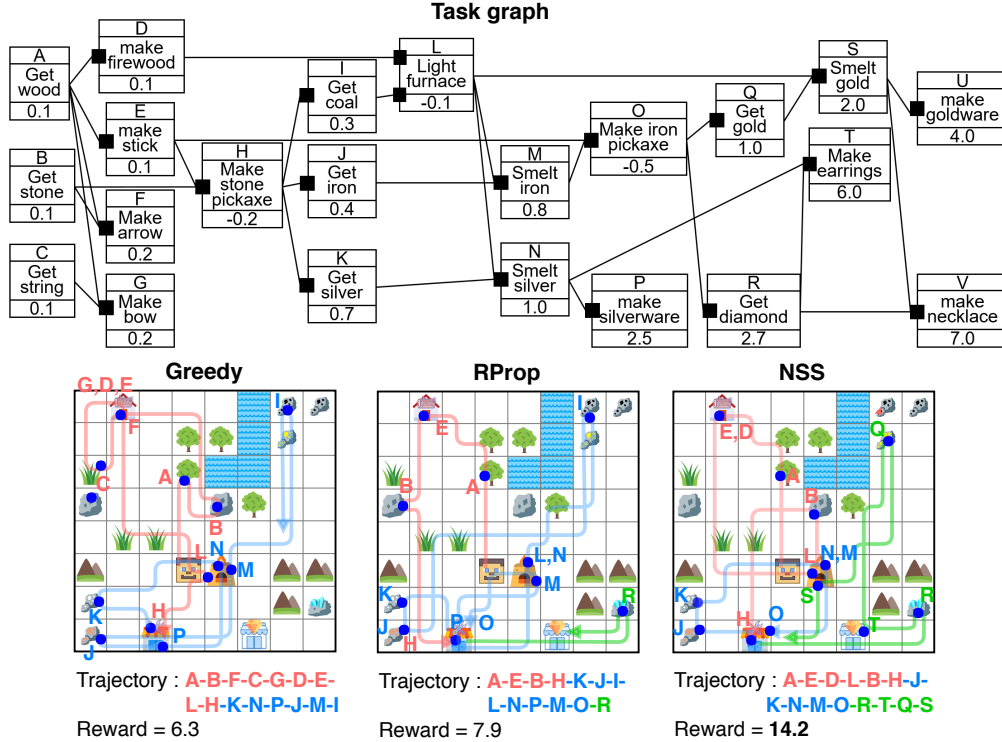 Task graph
A
Get
wood
0.1
B
Get
stone
0.1
C
Get
string
0.1
D
make
firewood
0.1
E
make
stick
0.1
F
Make
arrow
0.2
G
Make
bow
0.2
H
Make
stone
pickaxe
-0.2
I
Get
coal
0.3
J
Get
iron
0.4
K
Get
silver
0.7
L
Light
furnace
-0.1
M
Smelt
iron
0.8
N
Smelt
silver
1.0
O
Make iron
pickaxe
-0.5
P
make
silverware
2.5
Q
Get
gold
1.0
R
Get
diamond
2.7
S
Smelt
gold
2.0
T
Make
earrings
6.0
U
make
goldware
4.0
V
make
necklace
7.0
Greedy
G,D,E
F
I
C
A
B
L
N
M
K
H
P
J
Trajectory : A-B-F-C-G-D-E-
L-H-K-N-P-J-M-I
Reward = 6.3
RProp
E
I
B
A
L,N
M
K
R
P
O
J
H
Trajectory : A-E-B-H-K-J-I-
L-N-P-M-O-R
Reward = 7.9
NSS
E,D
Q
A
B
L
N,M
K
S
R
H
O
T
J
Trajectory : A-E-D-L-B-H-J-
K-N-M-O-R-T-Q-S
Reward = 14.2